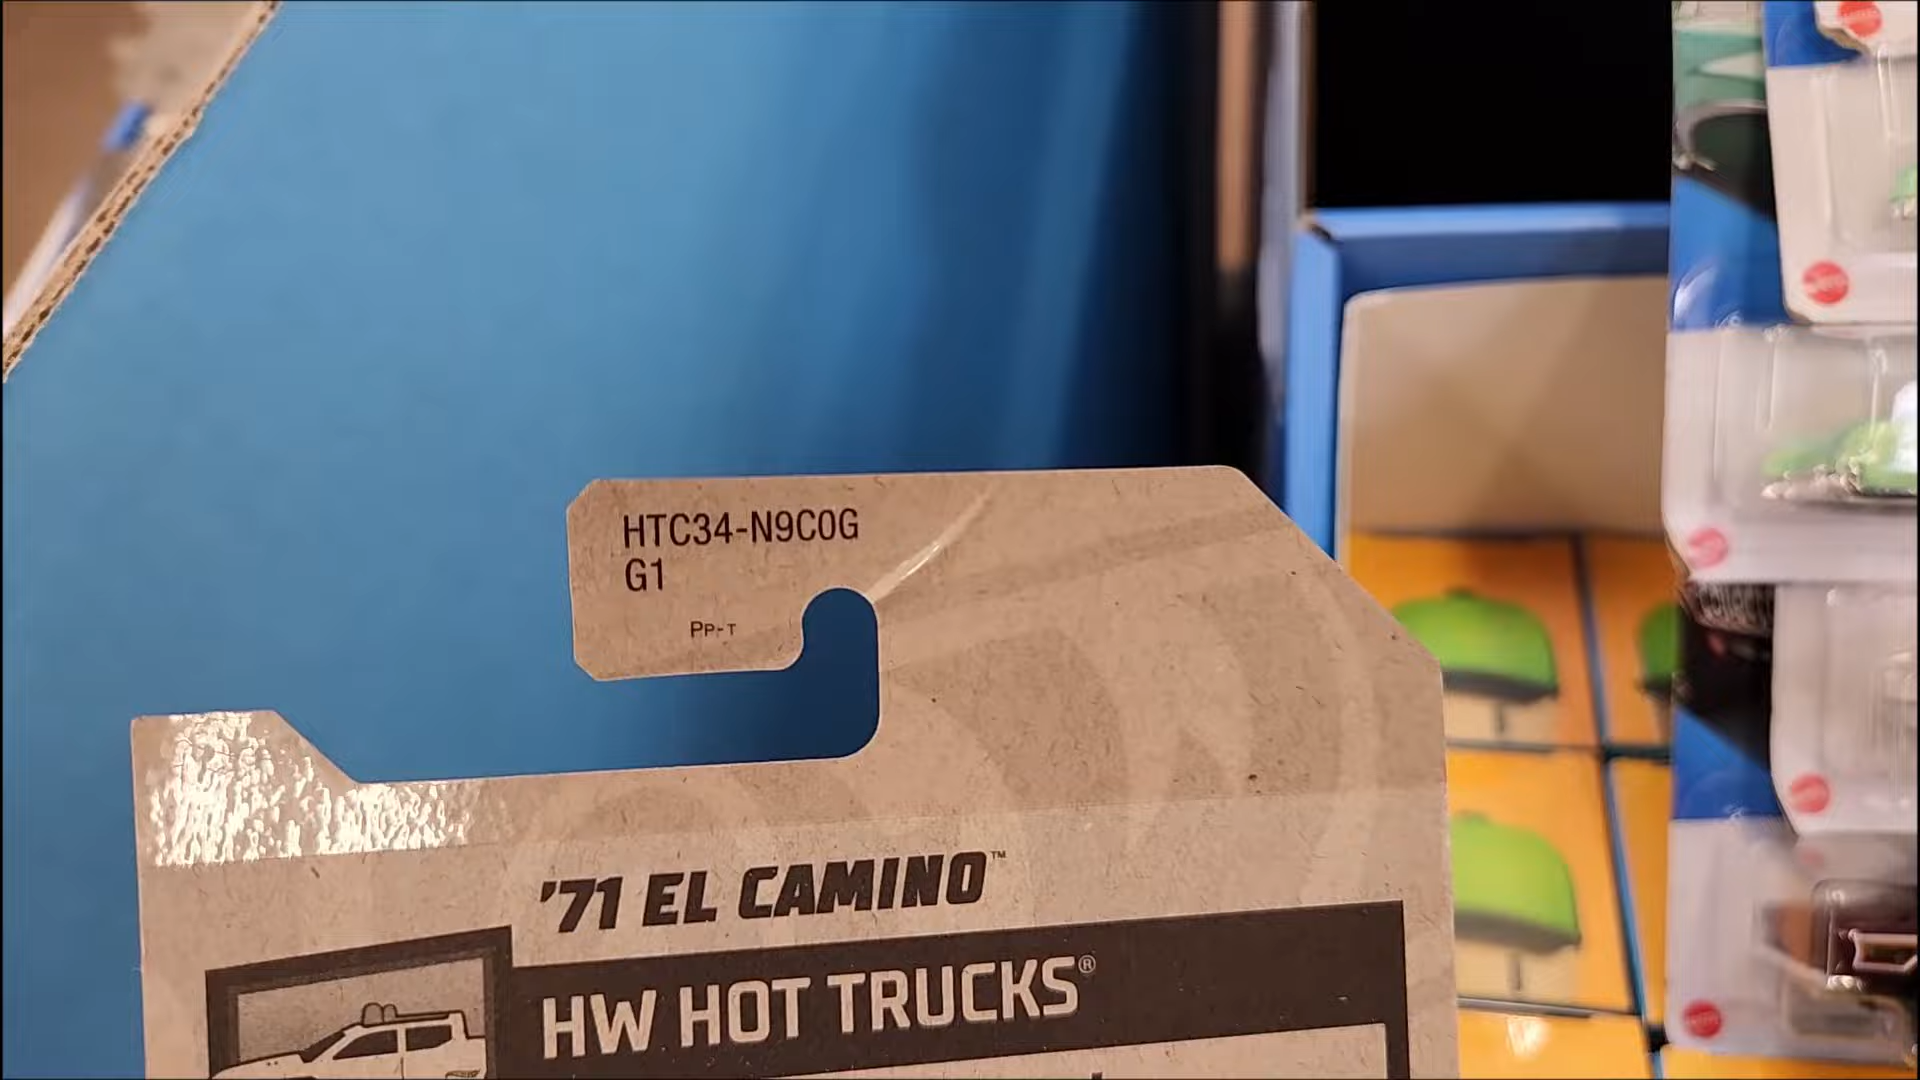 HTC34-N9C0G
G1
PP-T
'71 EL CAMINO™
HW HOT TRUCKS®